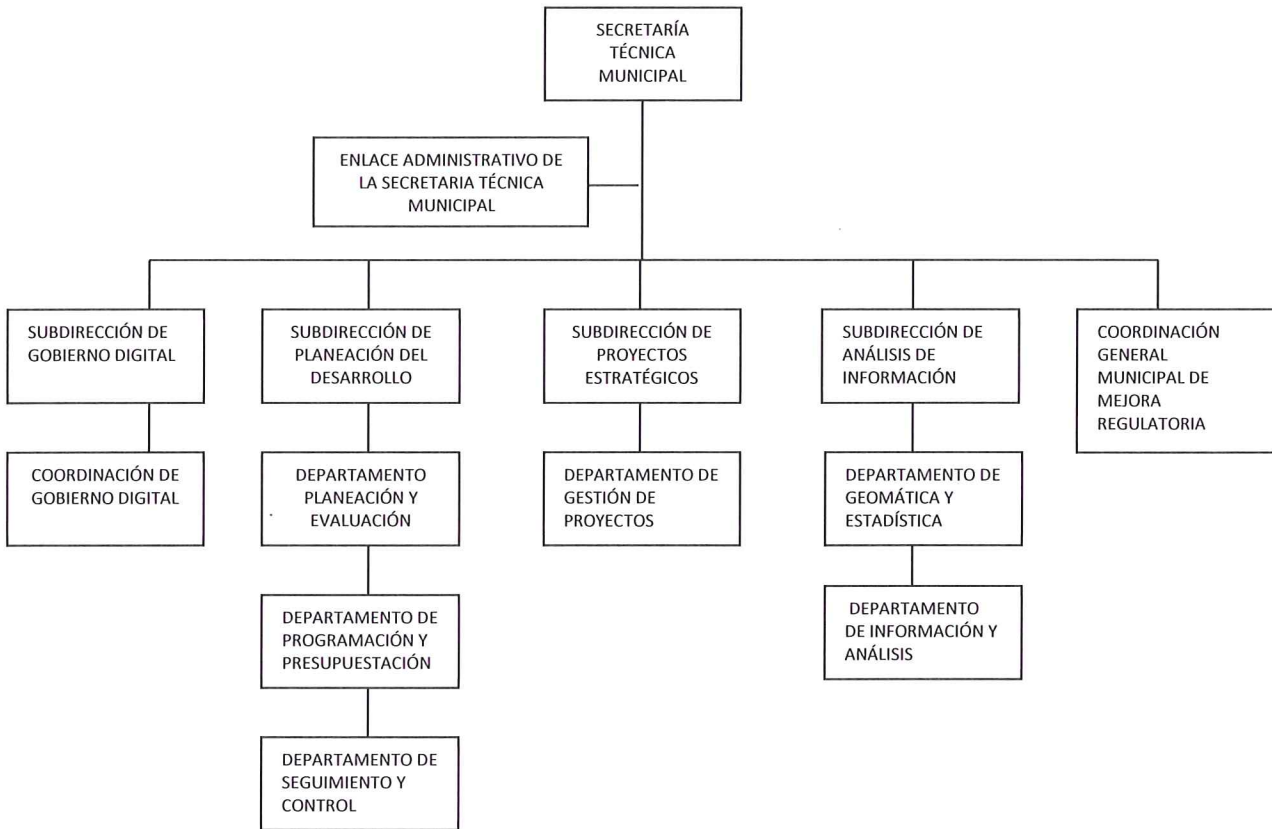 SECRETARÍA
TÉCNICA
MUNICIPAL
ENLACE ADMINISTRATIVO DE
LA SECRETARIA TÉCNICA
MUNICIPAL
SUBDIRECCIÓN DE
GOBIERNO DIGITAL
SUBDIRECCIÓN DE
PLANEACIÓN DEL
DESARROLLO
SUBDIRECCIÓN DE
PROYECTOS
ESTRATÉGICOS
SUBDIRECCIÓN DE
ANÁLISIS DE
INFORMACIÓN
COORDINACIÓN
GENERAL
MUNICIPAL DE
MEJORA
REGULATORIA
COORDINACIÓN DE
GOBIERNO DIGITAL
DEPARTAMENTO
PLANEACIÓN Y
EVALUACIÓN
DEPARTAMENTO DE
GESTIÓN DE
PROYECTOS
DEPARTAMENTO DE
GEOMÁTICA Y
ESTADÍSTICA
DEPARTAMENTO DE
PROGRAMACIÓN Y
PRESUPUESTACIÓN
DEPARTAMENTO
DE INFORMACIÓN Y
ANÁLISIS
DEPARTAMENTO DE
SEGUIMIENTO Y
CONTROL